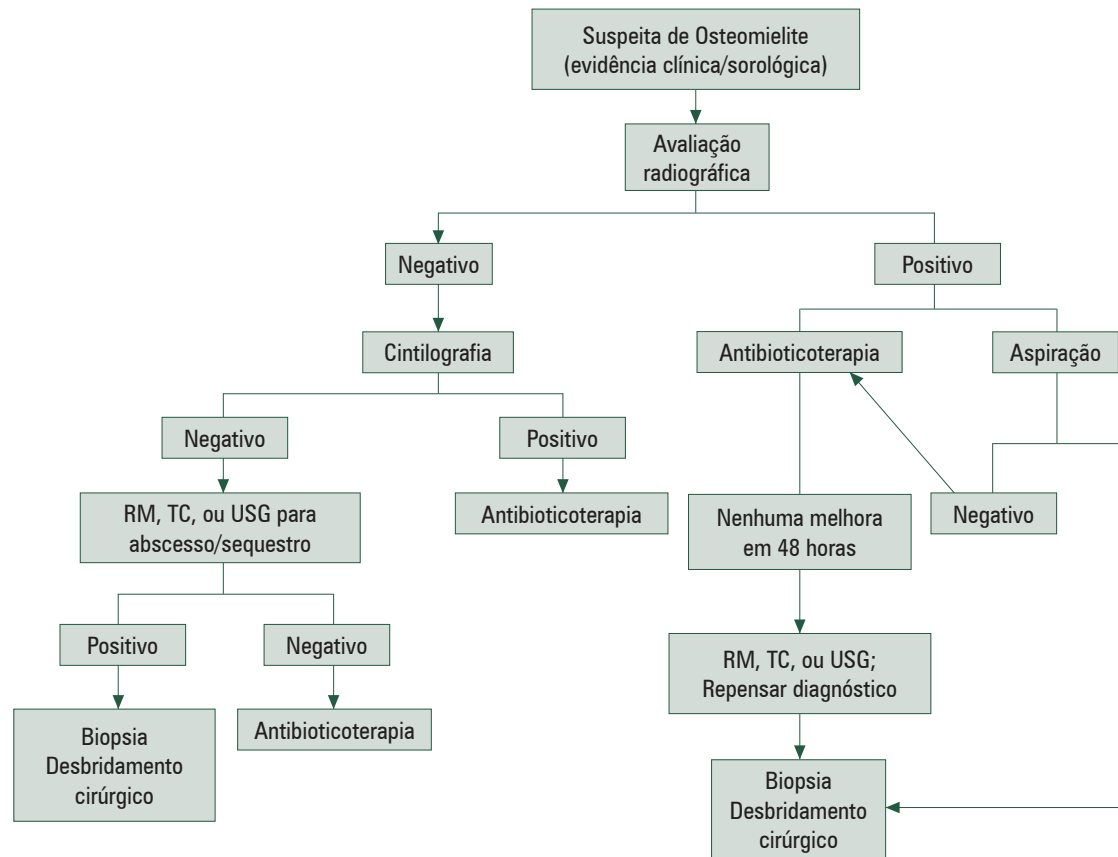 Suspeita de Osteomielite
(evidência clínica/sorológica)
Avaliação
radiográfica
Negativo
Positivo
Cintilografia
Antibioticoterapia
Aspiração
Negativo
Positivo
RM, TC, ou USG para
abscesso/sequestro
Antibioticoterapia
Nenhuma melhora
em 48 horas
Negativo
Positivo
Negativo
RM, TC, ou USG;
Repensar diagnóstico
Biopsia
Desbridamento
cirúrgico
Antibioticoterapia
Biopsia
Desbridamento
cirúrgico